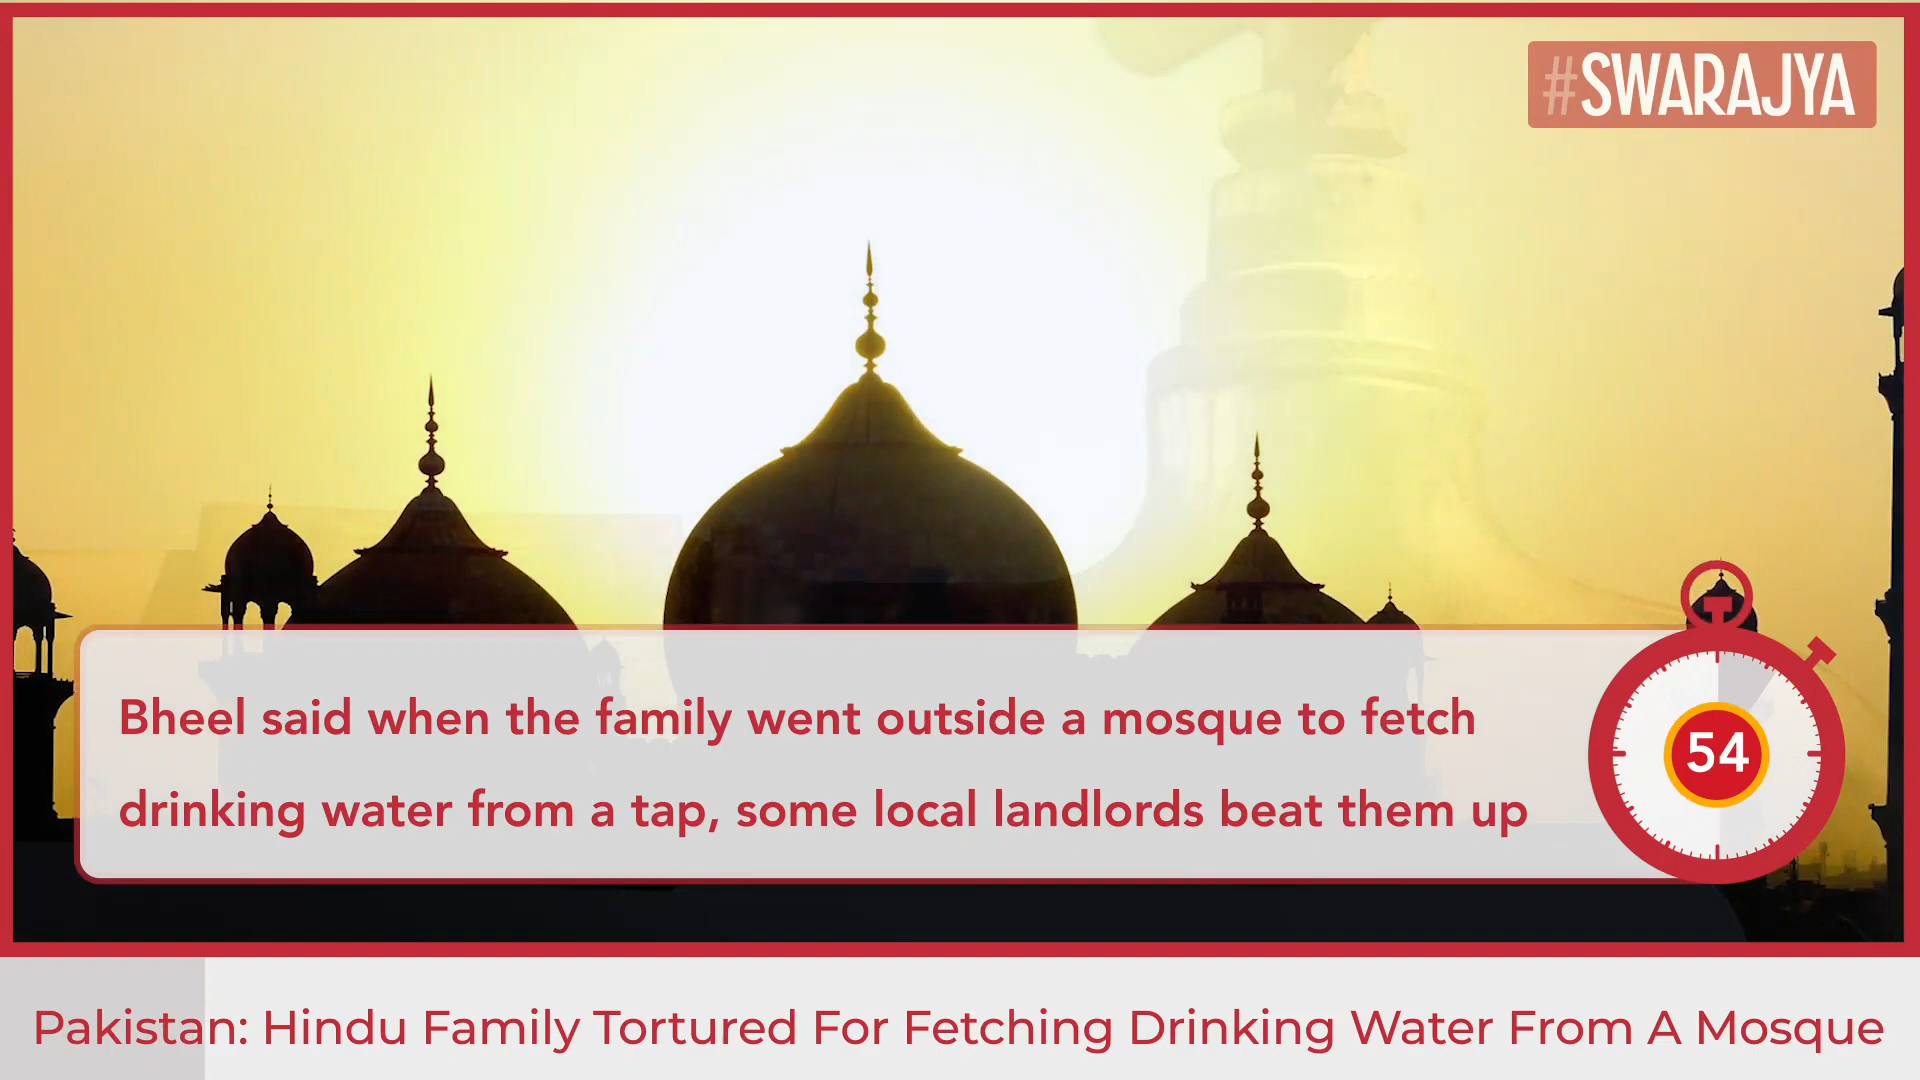 #SWARAJYA
Bheel said when the family went outside a mosque to fetch
drinking water from a tap, some local landlords beat them up
54
Pakistan: Hindu Family Tortured For Fetching Drinking Water From A Mosque